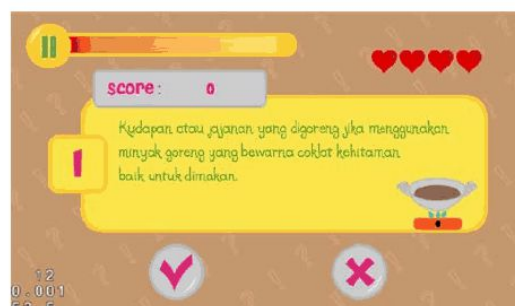 score: 0
1
Kudapan atau jajanan yang digoreng jika menggunakan
minyak goreng yang bewarna coklat kehitaman
baik untuk dimakan.
12
0.001